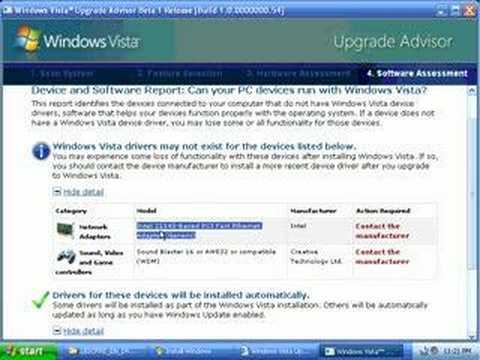 Windows Vista™ Upgrade Advisor Beta 1 Release [Build 1.0.0000000.54]
Windows Vista™
Upgrade Advisor
1. Scan System
2. Feature Selection
3. Hardware Assessment
4. Software Assessment
Device and Software Report: Can your PC devices run with Windows Vista?
This report identifies the devices connected to your computer that do not have Windows Vista device
drivers, software that helps your devices function properly with the operating system. If a device does not
have a Windows Vista device driver, you may lose some or all functionality for those devices.
Windows Vista drivers may not exist for the devices listed below.
You may experience some loss of functionality with these devices after installing Windows Vista. If so,
you should contact the device manufacturer to install a more recent device driver after you upgrade
to Windows Vista.
Hide detail
Category Model Manufacturer Action Required
Network Adapters
Intel 21140-Based PCI Fast Ethernet
Adapter (Generic)
Intel
Contact the
manufacturer
Sound, Video
and Game
controllers
Sound Blaster 16 or AWE32 or compatible
(WDM)
Creative
Technology Ltd.
Contact the
manufacturer
Drivers for these devices will be installed automatically.
Some drivers will be installed as part of the Windows Vista installation. Others will be automatically
updated as long as you have Windows Update enabled.
Hide detail
start
Install Windows
Windows Vista Up...
Windows Vista™...